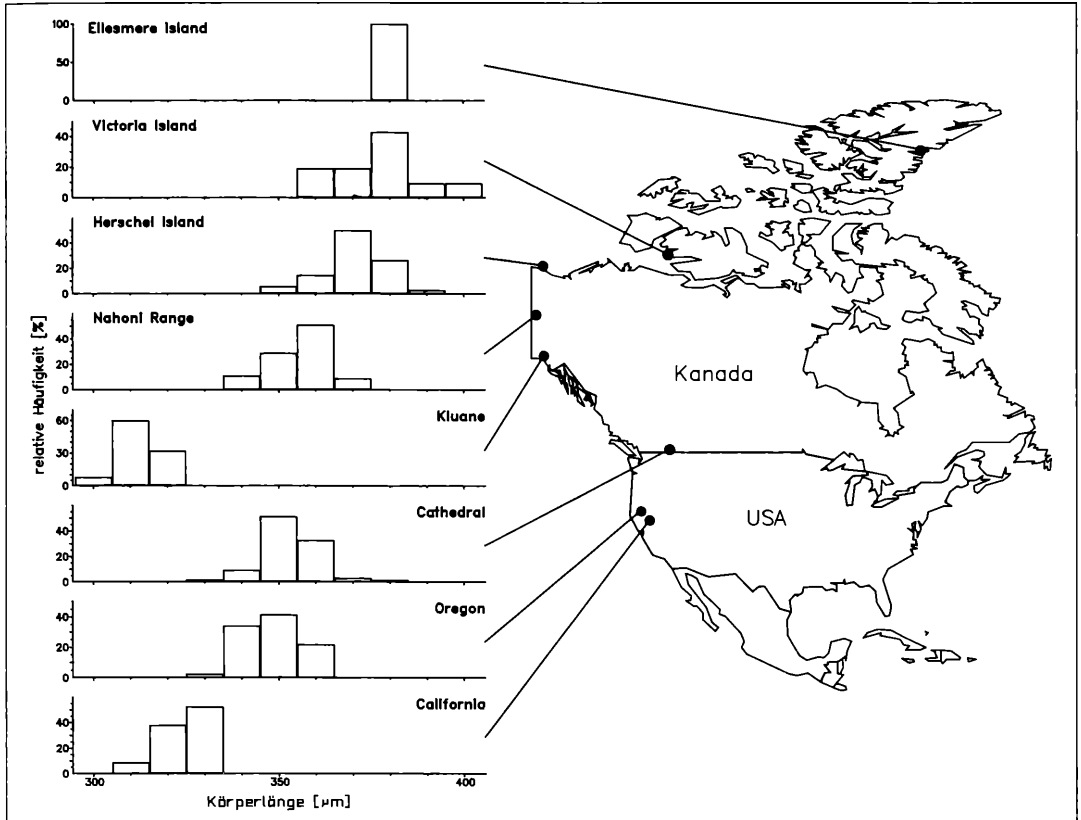 Ellesmere Island
100
50
0
Victoria Island
40
20
0
Herschel Island
40
20
0
Nahoni Range
40
20
0
Kluane
60
30
0
Cathedral
40
20
0
Oregon
40
20
0
California
40
20
0
300
350
400
Körperlänge [µm]
relative Häufigkeit [%]
Kanada
USA